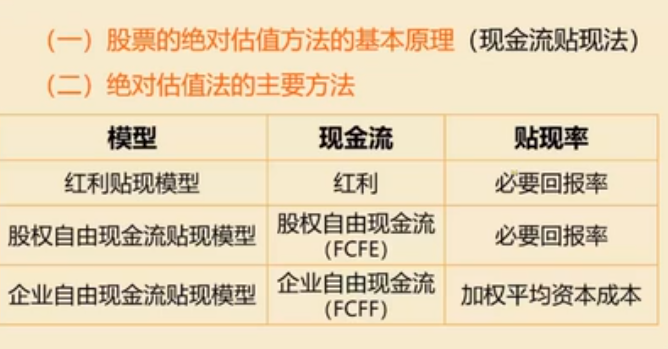 （一）股票的绝对估值方法的基本原理（现金流贴现法）
（二）绝对估值法的主要方法
模型 现金流 贴现率
红利贴现模型 红利 必要回报率
股权自由现金流贴现模型 股权自由现金流 (FCFE) 必要回报率
企业自由现金流贴现模型 企业自由现金流 (FCFF) 加权平均资本成本